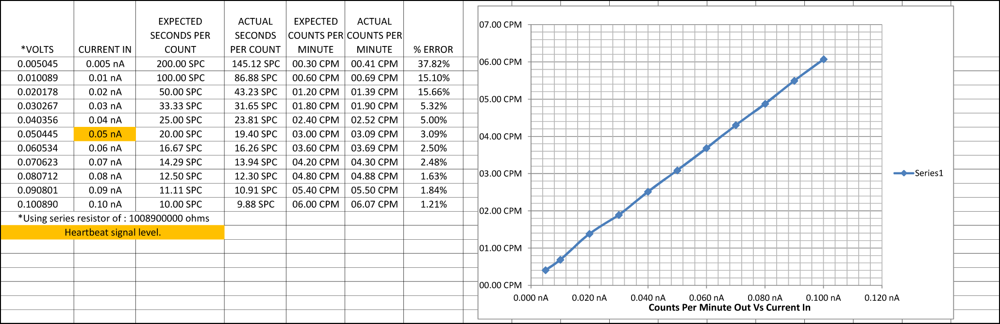 EXPECTED ACTUAL EXPECTED ACTUAL
SECONDS PER SECONDS COUNTS PER COUNTS PER
*VOLTS CURRENT IN COUNT PER COUNT MINUTE MINUTE % ERROR
0.005045 0.005 nA 200.00 SPC 145.12 SPC 00.30 CPM 00.41 CPM 37.82%
0.010089 0.01 nA 100.00 SPC 86.88 SPC 00.60 CPM 00.69 CPM 15.10%
0.020178 0.02 nA 50.00 SPC 43.23 SPC 01.20 CPM 01.39 CPM 15.66%
0.030267 0.03 nA 33.33 SPC 31.65 SPC 01.80 CPM 01.90 CPM 5.32%
0.040356 0.04 nA 25.00 SPC 23.81 SPC 02.40 CPM 02.52 CPM 5.00%
0.050445 0.05 nA 20.00 SPC 19.40 SPC 03.00 CPM 03.09 CPM 3.09%
0.060534 0.06 nA 16.67 SPC 16.26 SPC 03.60 CPM 03.69 CPM 2.50%
0.070623 0.07 nA 14.29 SPC 13.94 SPC 04.20 CPM 04.30 CPM 2.48%
0.080712 0.08 nA 12.50 SPC 12.30 SPC 04.80 CPM 04.88 CPM 1.63%
0.090801 0.09 nA 11.11 SPC 10.91 SPC 05.40 CPM 05.50 CPM 1.84%
0.100890 0.10 nA 10.00 SPC 9.88 SPC 06.00 CPM 06.07 CPM 1.21%
*Using series resistor of : 1008900000 ohms
Heartbeat signal level.
07.00 CPM
06.00 CPM
05.00 CPM
04.00 CPM
03.00 CPM
02.00 CPM
01.00 CPM
00.00 CPM
0.000 nA 0.020 nA 0.040 nA 0.060 nA 0.080 nA 0.100 nA 0.120 nA
Counts Per Minute Out Vs Current In
Series1